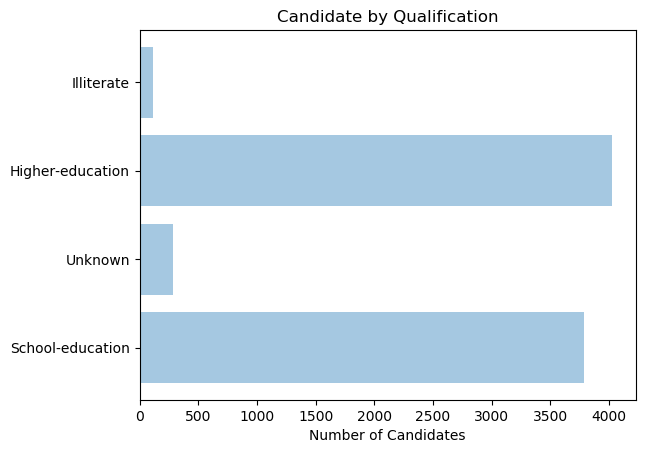 Candidate by Qualification
Illiterate
Higher-education
Unknown
School-education
0 500 1000 1500 2000 2500 3000 3500 4000
Number of Candidates